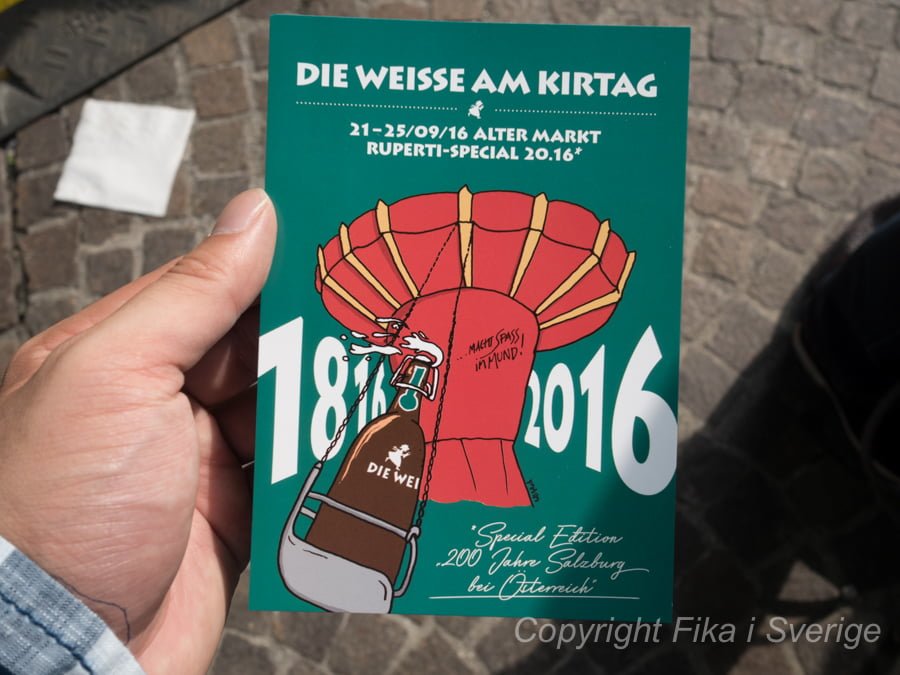 DIE WEISSE AM KIRTAG
21–25/09/16 ALTER MARKT
RUPERTI-SPECIAL 20.16*
...MACHT SPASS
im MUND!
1816
2016
DIE WEI
*Special Edition
„200 Jahre Salzburg
bei Österreich"
Copyright Fika i Sverige